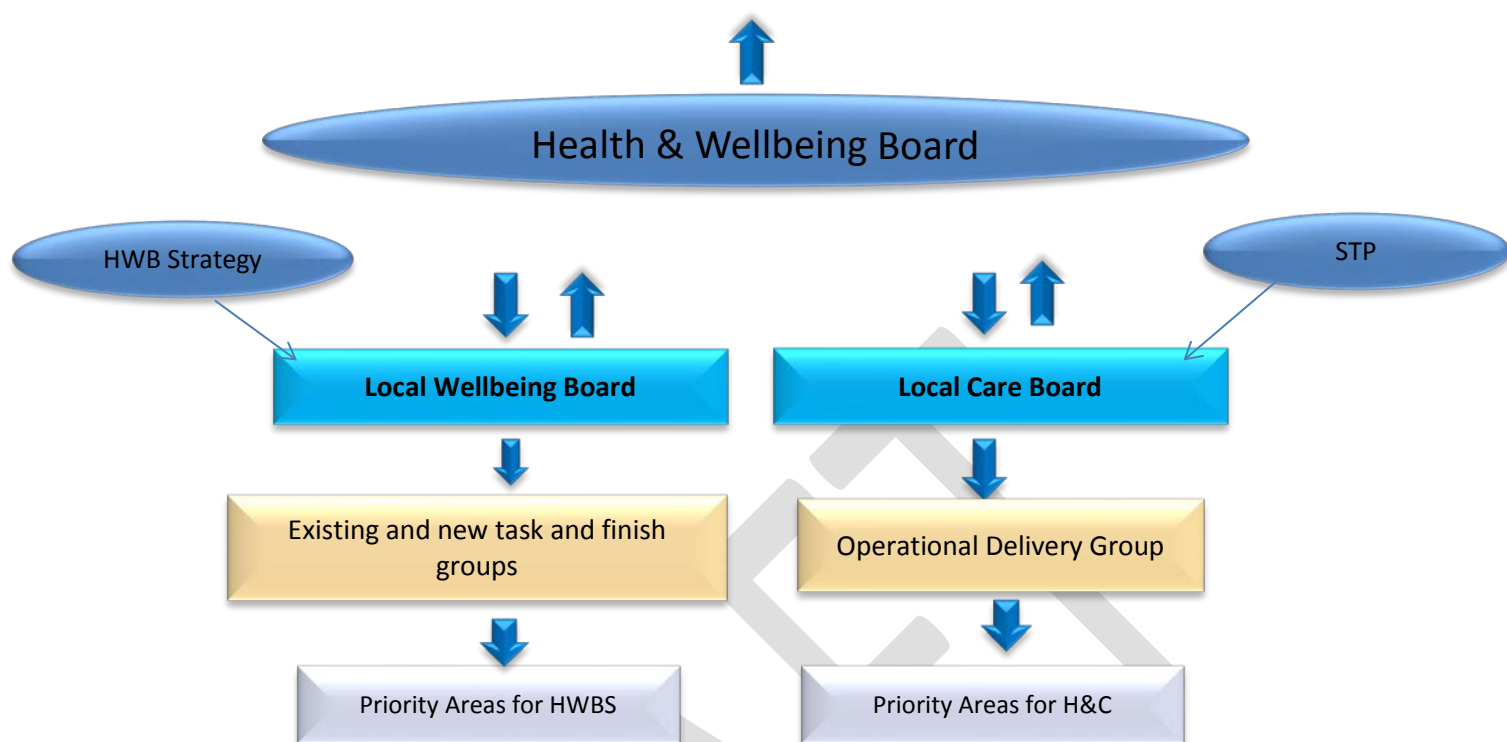 Health & Wellbeing Board
HWB Strategy
STP
Local Wellbeing Board
Local Care Board
Existing and new task and finish
groups
Operational Delivery Group
Priority Areas for HWBS
Priority Areas for H&C